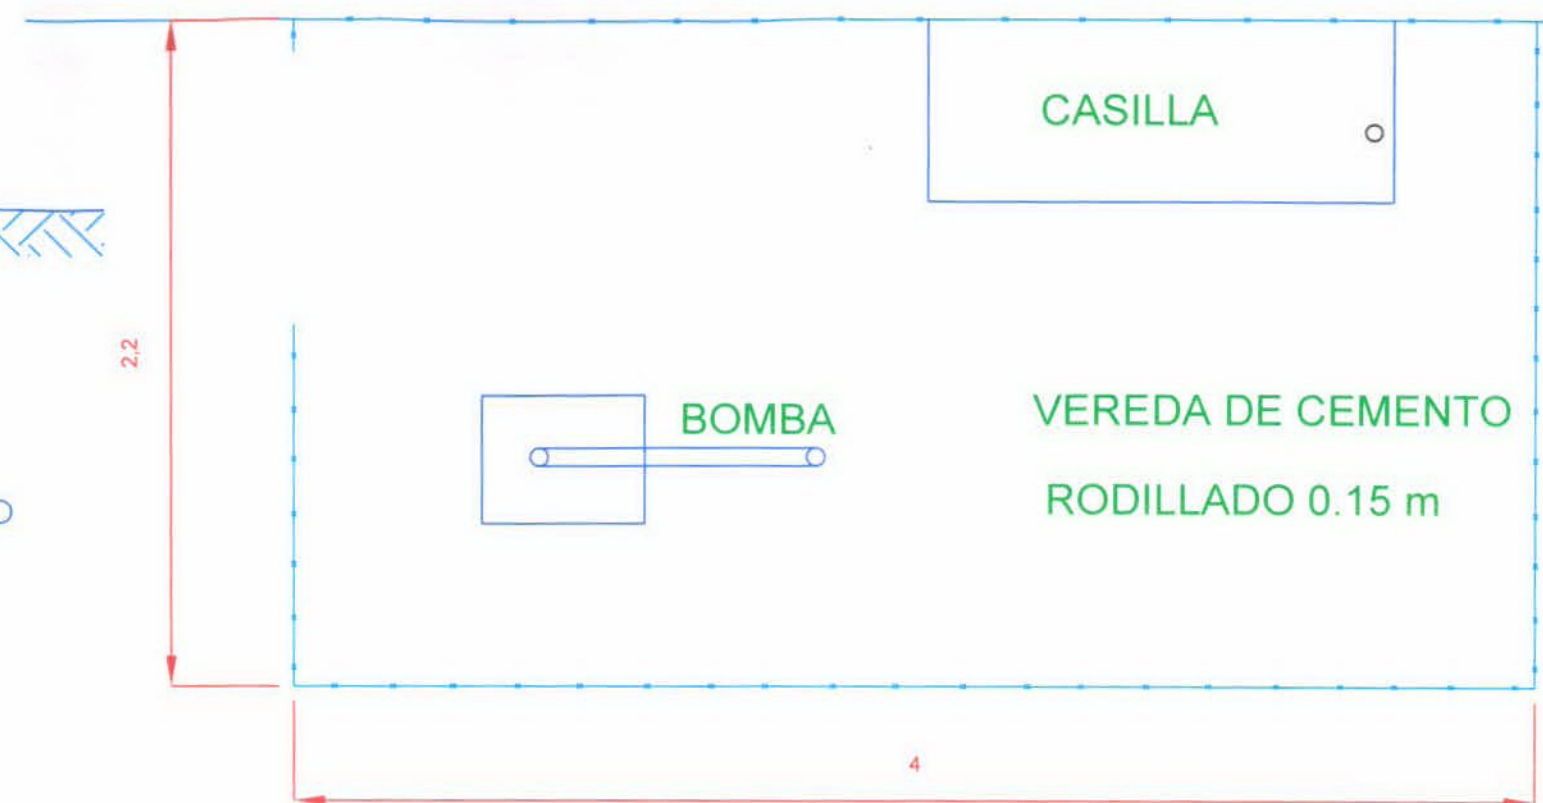 CASILLA
2,2
BOMBA
VEREDA DE CEMENTO
RODILLADO 0.15 m
4